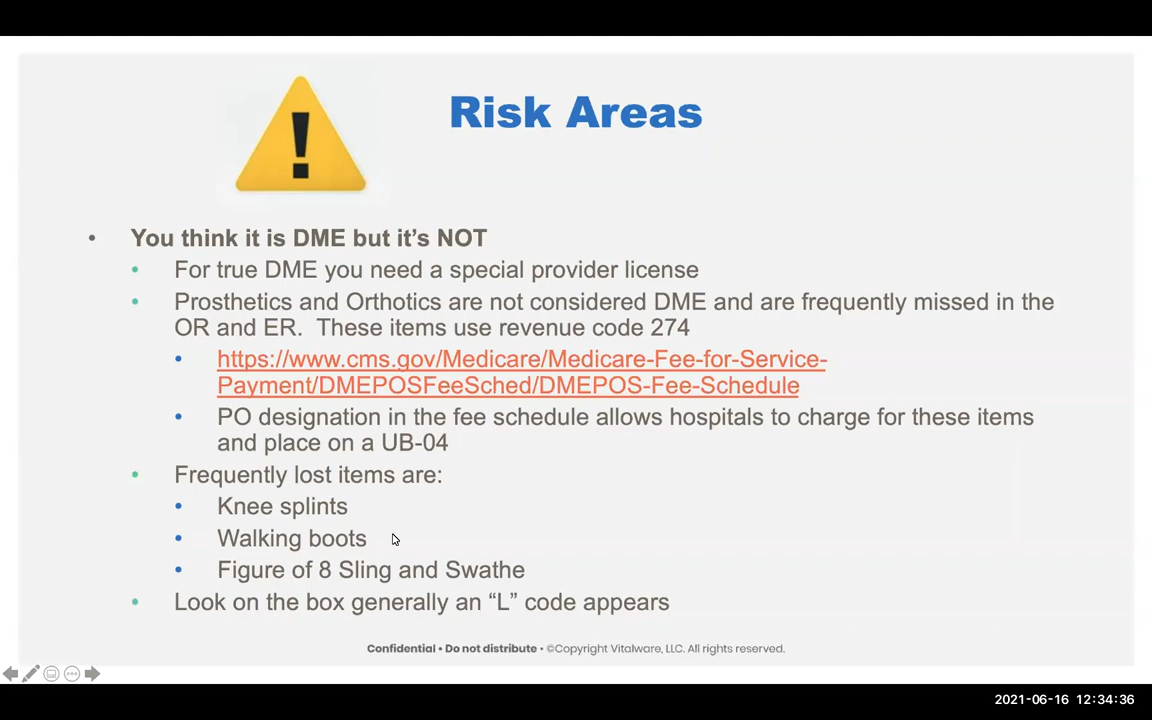 Risk Areas
• You think it is DME but it's NOT
• For true DME you need a special provider license
• Prosthetics and Orthotics are not considered DME and are frequently missed in the
OR and ER.  These items use revenue code 274
• https://www.cms.gov/Medicare/Medicare-Fee-for-Service-
Payment/DMEPOSFeeSched/DMEPOS-Fee-Schedule
• PO designation in the fee schedule allows hospitals to charge for these items
and place on a UB-04
• Frequently lost items are:
• Knee splints
• Walking boots
• Figure of 8 Sling and Swathe
• Look on the box generally an “L” code appears
Confidential • Do not distribute • ©Copyright Vitalware, LLC. All rights reserved.
2021-06-16 12:34:36